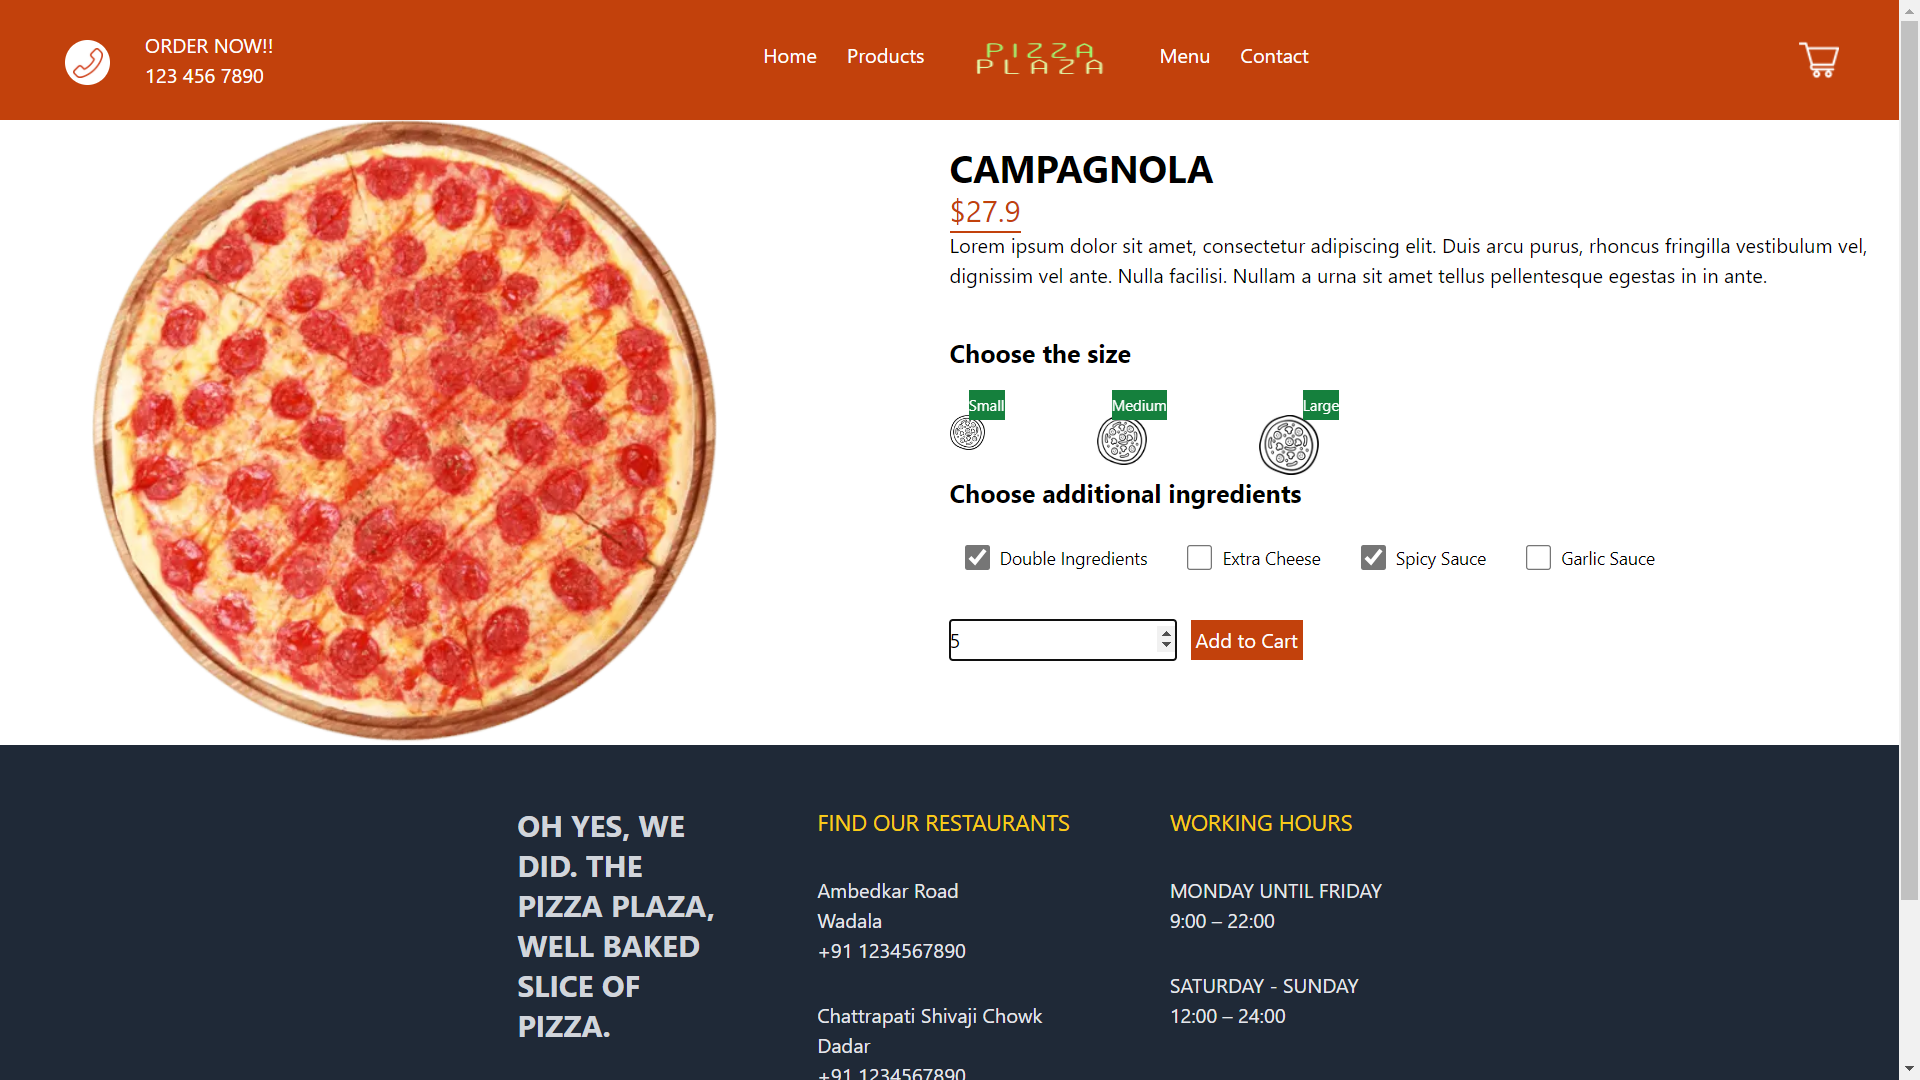 ORDER NOW!!
123 456 7890
Home
Products
PIZZA
PLAZA
Menu
Contact
CAMPAGNOLA
$27.9
Lorem ipsum dolor sit amet, consectetur adipiscing elit. Duis arcu purus, rhoncus fringilla vestibulum vel,
dignissim vel ante. Nulla facilisi. Nullam a urna sit amet tellus pellentesque egestas in in ante.
Choose the size
Small
Medium
Large
Choose additional ingredients
Double Ingredients
Extra Cheese
Spicy Sauce
Garlic Sauce
5
Add to Cart
OH YES, WE
DID. THE
PIZZA PLAZA,
WELL BAKED
SLICE OF
PIZZA.
FIND OUR RESTAURANTS
Ambedkar Road
Wadala
+91 1234567890
Chattrapati Shivaji Chowk
Dadar
+91 1234567890
WORKING HOURS
MONDAY UNTIL FRIDAY
9:00 – 22:00
SATURDAY - SUNDAY
12:00 – 24:00